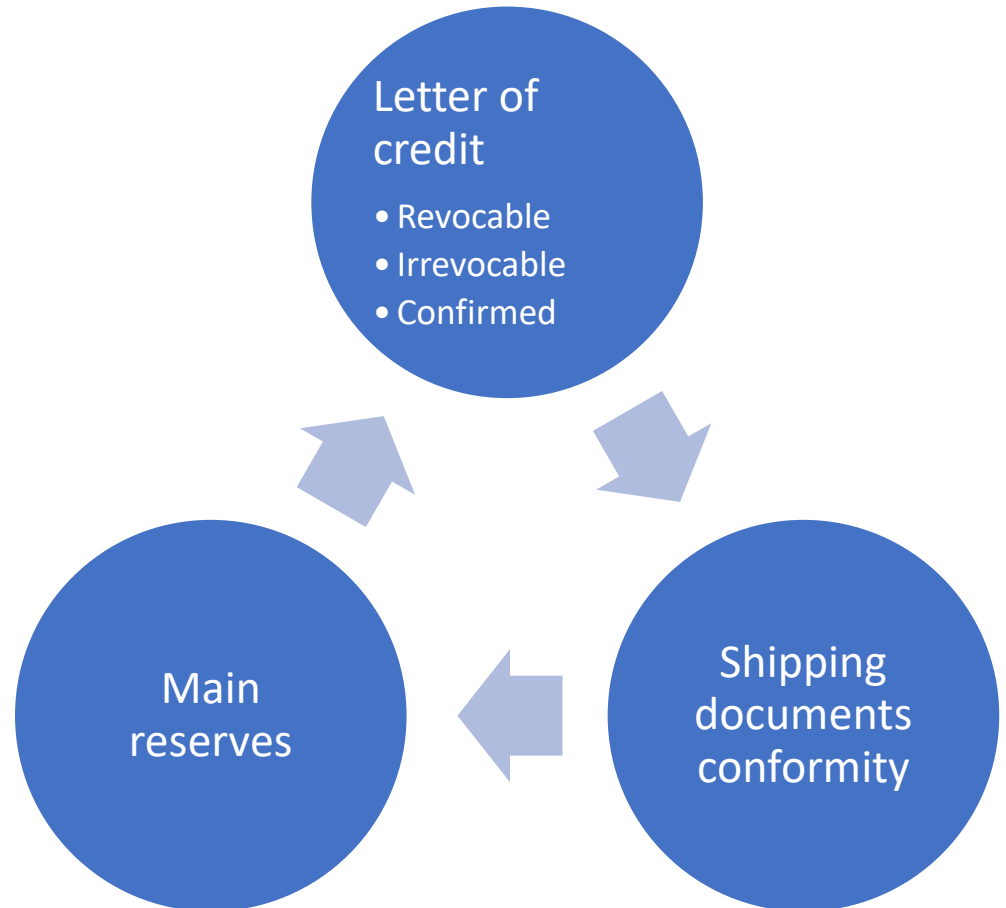 Letter of
credit
• Revocable
• Irrevocable
• Confirmed
Shipping
documents
conformity
Main
reserves